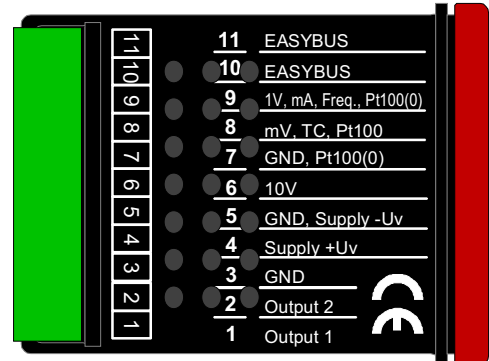 11 11 EASYBUS
10 10 EASYBUS
9 9 1V, mA, Freq., Pt100(0)
8 8 mV, TC, Pt100
7 7 GND, Pt100(0)
6 6 10V
5 5 GND, Supply -Uv
4 4 Supply +Uv
3 3 GND
2 2 Output 2
1 1 Output 1
CE